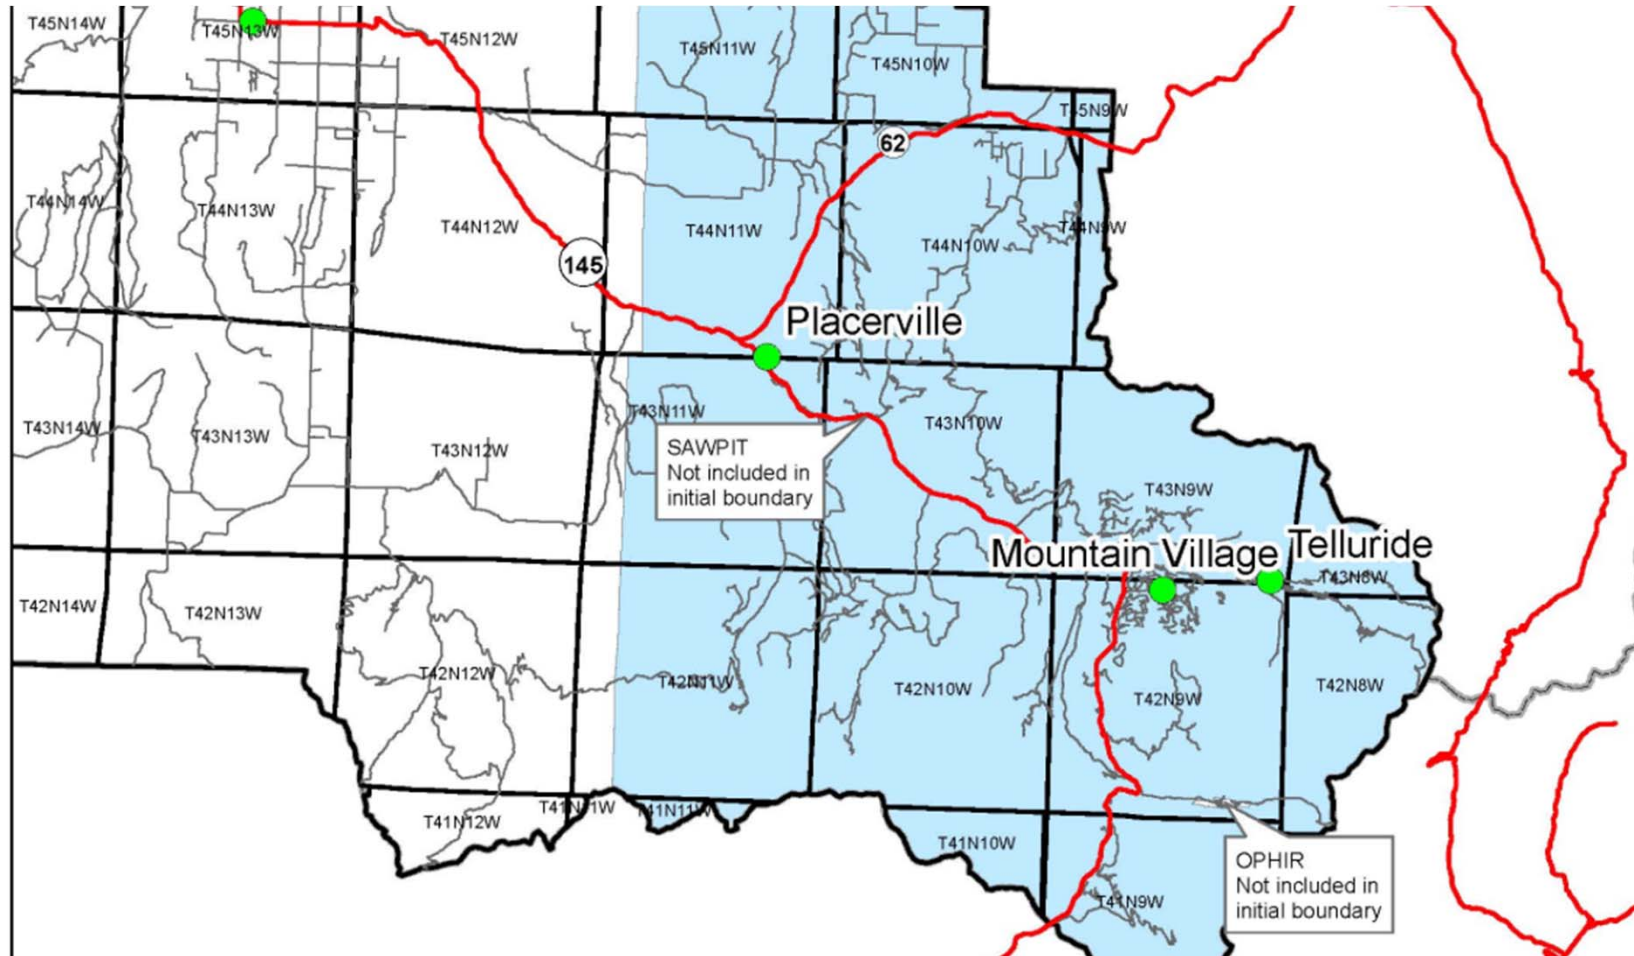 T45N14W
T45N13W
T45N12W
T45N11W
T45N10W
T45N9W
62
T44N14W
T44N13W
T44N12W
T44N11W
T44N10W
T44N9W
145
Placerville
T43N14W
T43N13W
T43N12W
T43N11W
T43N10W
SAWPIT
Not included in
initial boundary
T43N9W
Mountain Village
Telluride
T43N8W
T42N14W
T42N13W
T42N12W
T42N11W
T42N10W
T42N9W
T42N8W
T41N12W
T41N11W
T41N11W
T41N10W
T41N9W
OPHIR
Not included in
initial boundary